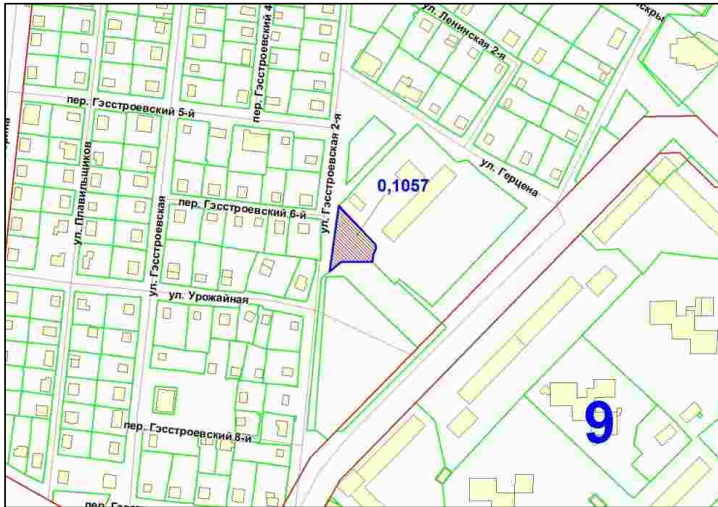 ул. Ленинская 2-я
пер. Гэсстроевский 4
пер. Гэсстроевский 5-й
ул. Гэсстроевская 2-я
ул. Герцена
0,1057
пер. Гэсстроевский 6-й
ул. Плавильщиков
ул. Гэсстроевская
ул. Урожайная
9
пер. Гэсстроевский 8-й